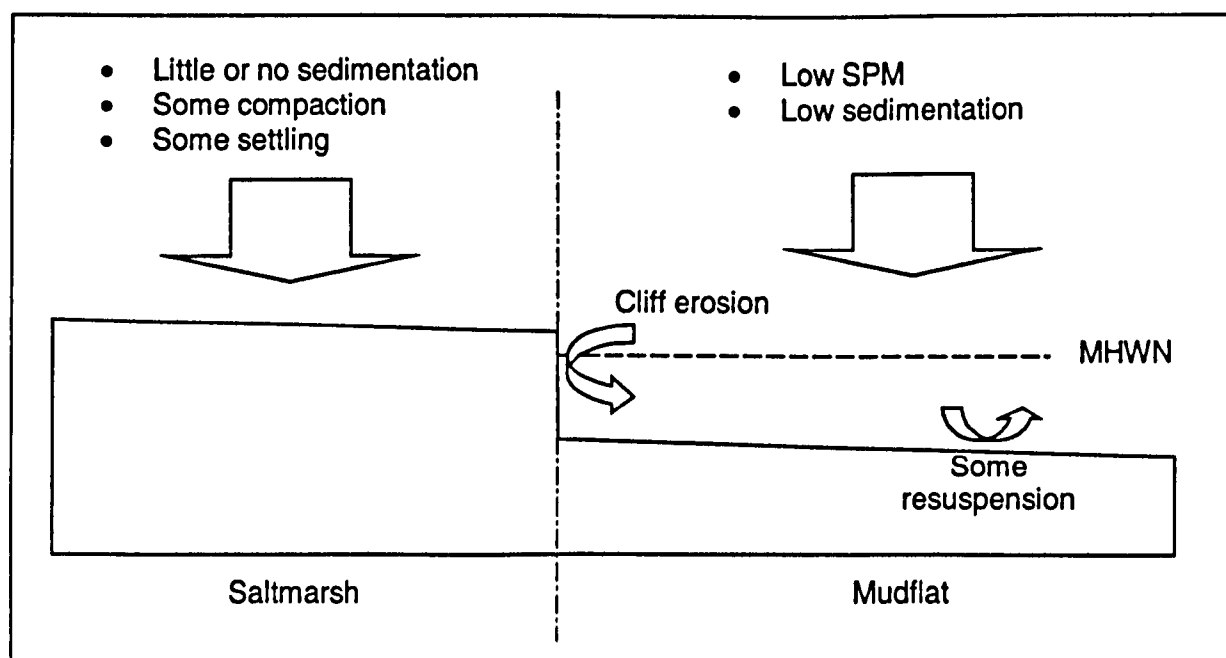 • Little or no sedimentation
• Some compaction
• Some settling
• Low SPM
• Low sedimentation
Cliff erosion
MHWN
Some
resuspension
Saltmarsh
Mudflat